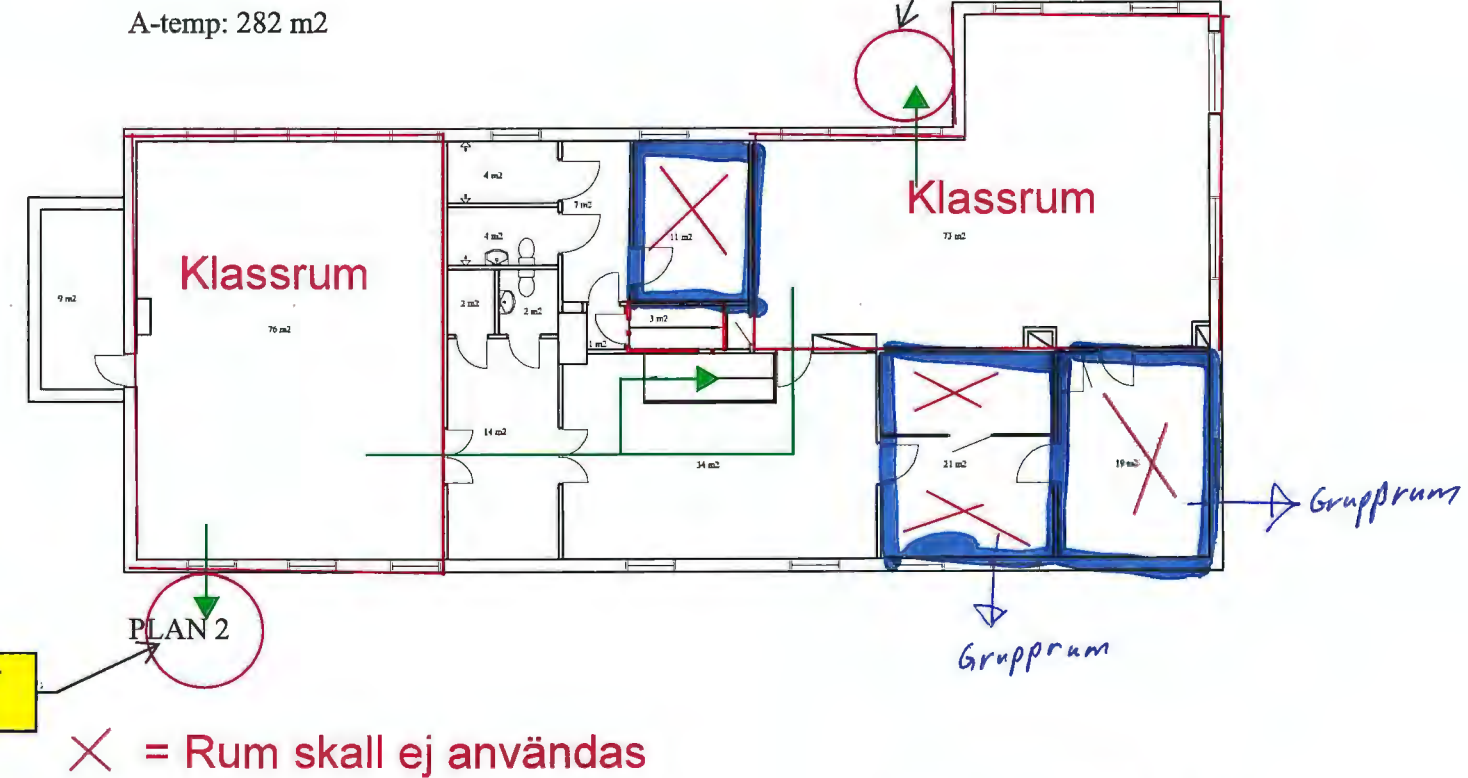 A-temp: 282 m2
4 m2
7 m2
Klassrum
11 m2
73 m2
4 m2
Klassrum
9 m2
76 m2
2 m2
2 m2
3 m2
1 m2
14 m2
34 m2
21 m2
19 m2
Grupprum
Grupprum
PLAN 2
= Rum skall ej användas